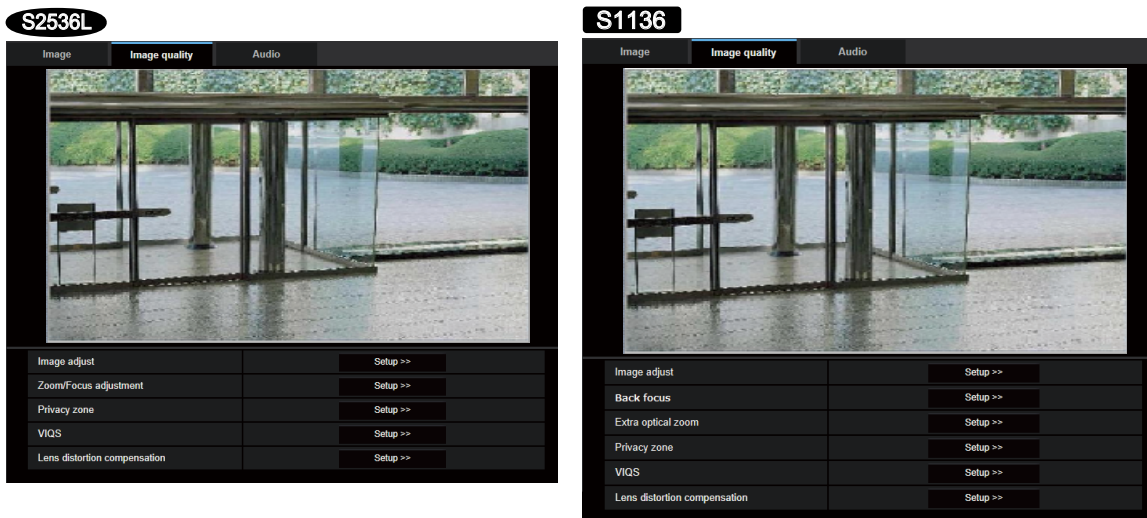 S2536L
Image Image quality Audio
Image adjust Setup >>
Zoom/Focus adjustment Setup >>
Privacy zone Setup >>
VIQS Setup >>
Lens distortion compensation Setup >>
S1136
Image Image quality Audio
Image adjust Setup >>
Back focus Setup >>
Extra optical zoom Setup >>
Privacy zone Setup >>
VIQS Setup >>
Lens distortion compensation Setup >>